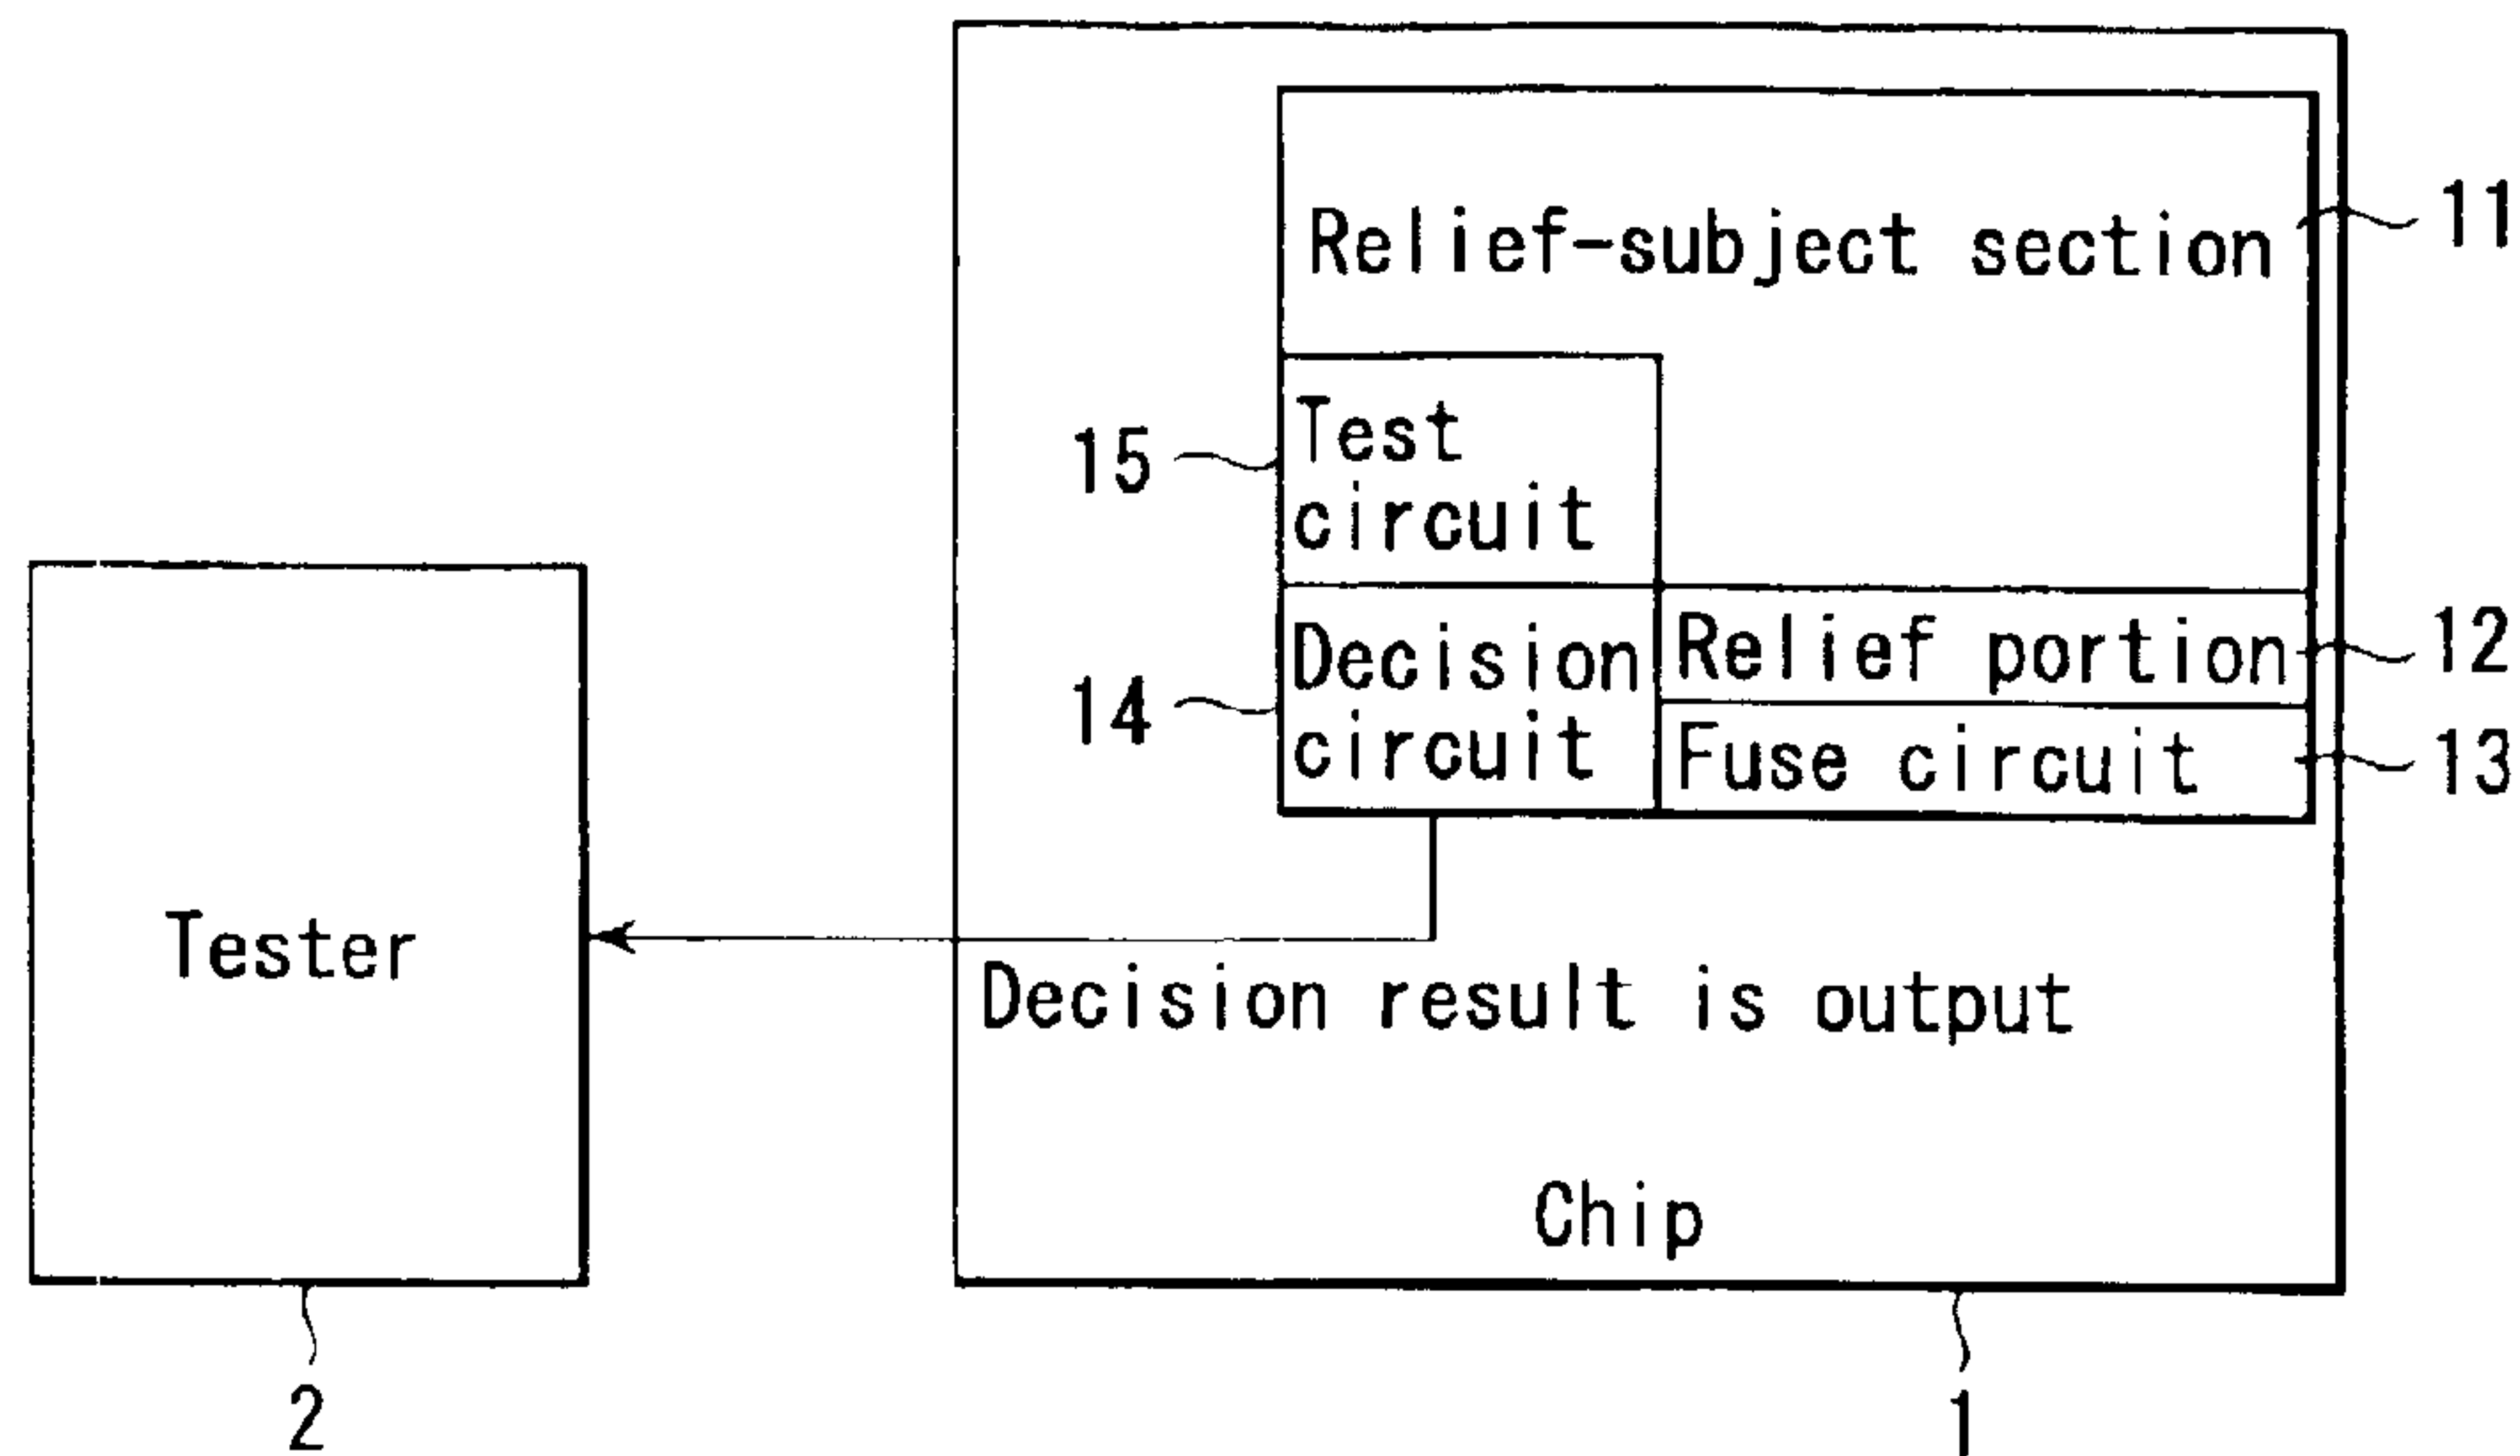 Relief-subject section
11
15
Test
circuit
Decision
circuit
14
Relief portion
12
Fuse circuit
13
Tester
Decision result is output
Chip
2
1